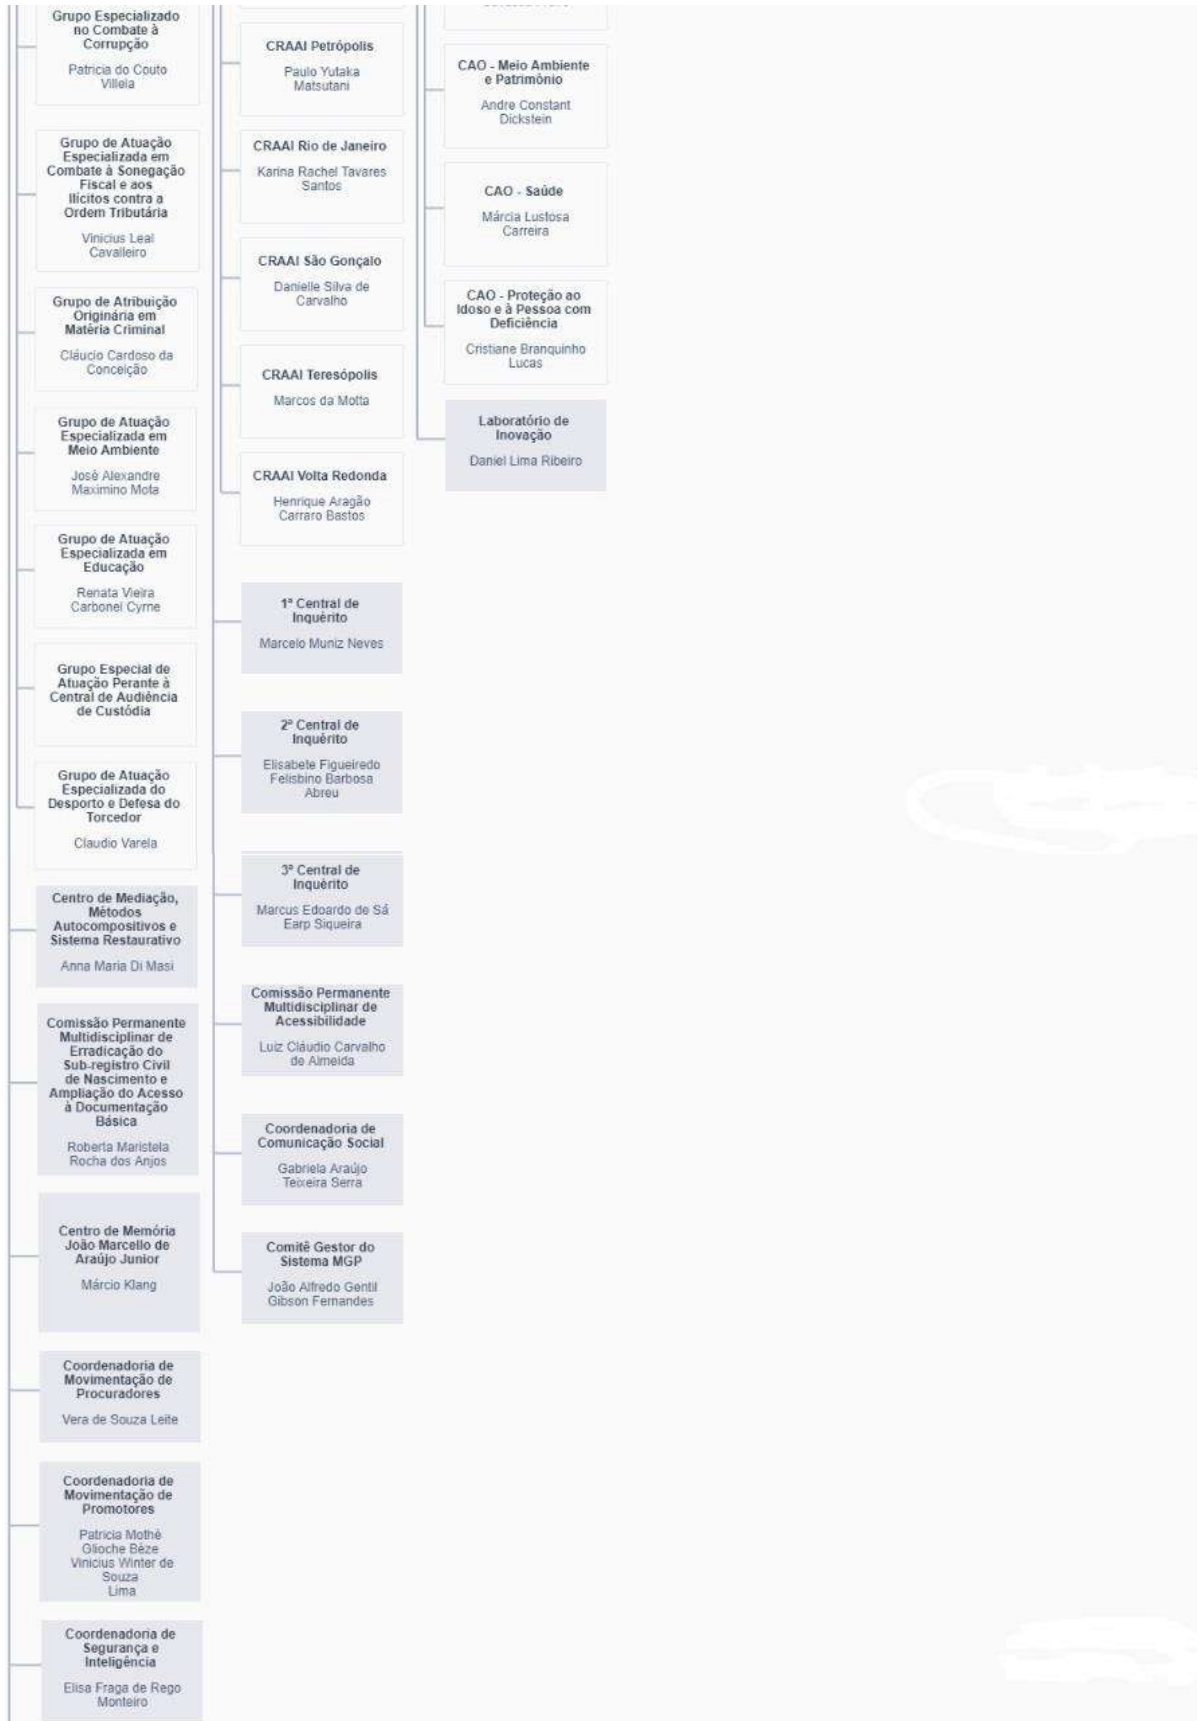 Grupo Especializado
no Combate à
Corrupção
Patricia do Couto
Villela
Grupo de Atuação
Especializada em
Combate à Sonegação
Fiscal e aos
Ilícitos contra a
Ordem Tributária
Vinicius Leal
Cavalleiro
Grupo de Atribuição
Originária em
Matéria Criminal
Cláucio Cardoso da
Conceição
Grupo de Atuação
Especializada em
Meio Ambiente
José Alexandre
Maximino Mota
Grupo de Atuação
Especializada em
Educação
Renata Vieira
Carbonel Cyrne
Grupo Especial de
Atuação Perante à
Central de Audiência
de Custódia
Grupo de Atuação
Especializada do
Desporto e Defesa do
Torcedor
Claudio Varela
Centro de Mediação,
Métodos
Autocompositivos e
Sistema Restaurativo
Anna Maria Di Masi
Comissão Permanente
Multidisciplinar de
Erradicação do
Sub-registro Civil
de Nascimento e
Ampliação do Acesso
à Documentação
Básica
Roberta Maristela
Rocha dos Anjos
Centro de Memória
João Marcello de
Araújo Junior
Márcio Klang
Coordenadoria de
Movimentação de
Procuradores
Vera de Souza Leite
Coordenadoria de
Movimentação de
Promotores
Patricia Mothé
Glioche Béze
Vinicius Winter de
Souza
Lima
Coordenadoria de
Segurança e
Inteligência
Elisa Fraga de Rego
Monteiro
CRAAI Petrópolis
Paulo Yutaka
Matsutani
CRAAI Rio de Janeiro
Karina Rachel Tavares
Santos
CRAAI São Gonçalo
Danielle Silva de
Carvalho
CRAAI Teresópolis
Marcos da Motta
CRAAI Volta Redonda
Henrique Aragão
Carraro Bastos
1ª Central de
Inquérito
Marcelo Muniz Neves
2ª Central de
Inquérito
Elisabete Figueiredo
Felisbino Barbosa
Abreu
3ª Central de
Inquérito
Marcus Edoardo de Sá
Earp Siqueira
Comissão Permanente
Multidisciplinar de
Acessibilidade
Luiz Cláudio Carvalho
de Almeida
Coordenadoria de
Comunicação Social
Gabriela Araújo
Teixeira Serra
Comitê Gestor do
Sistema MGP
João Alfredo Gentil
Gibson Fernandes
CAO - Meio Ambiente
e Patrimônio
Andre Constant
Dickstein
CAO - Saúde
Márcia Lustosa
Carreira
CAO - Proteção ao
Idoso e à Pessoa com
Deficiência
Cristiane Branquinho
Lucas
Laboratório de
Inovação
Daniel Lima Ribeiro